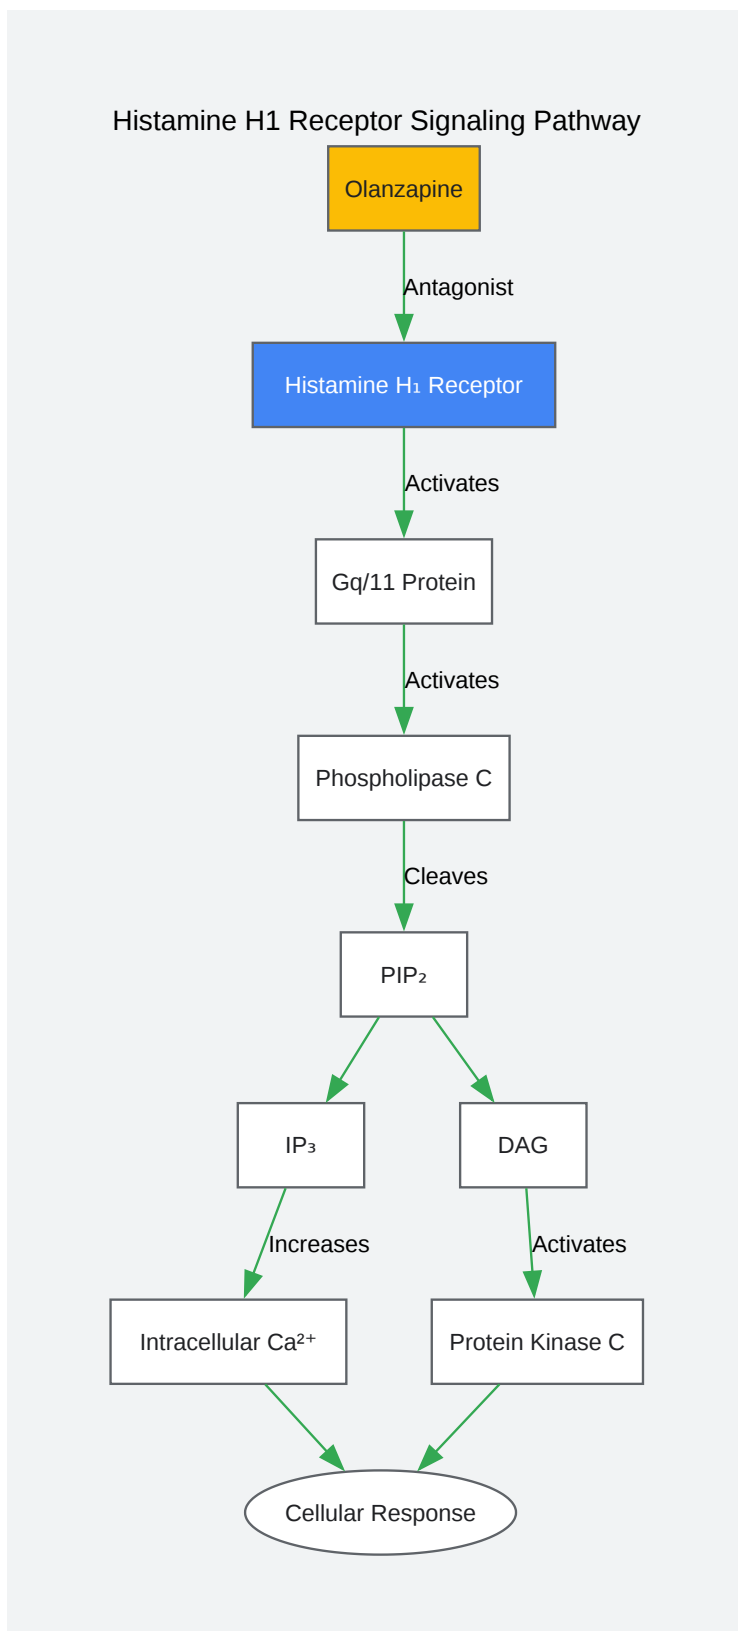 Histamine H1 Receptor Signaling Pathway
Olanzapine
Antagonist
Histamine H₁ Receptor
Activates
Gq/11 Protein
Activates
Phospholipase C
Cleaves
PIP₂
IP₃
DAG
Increases
Activates
Intracellular Ca²⁺
Protein Kinase C
Cellular Response